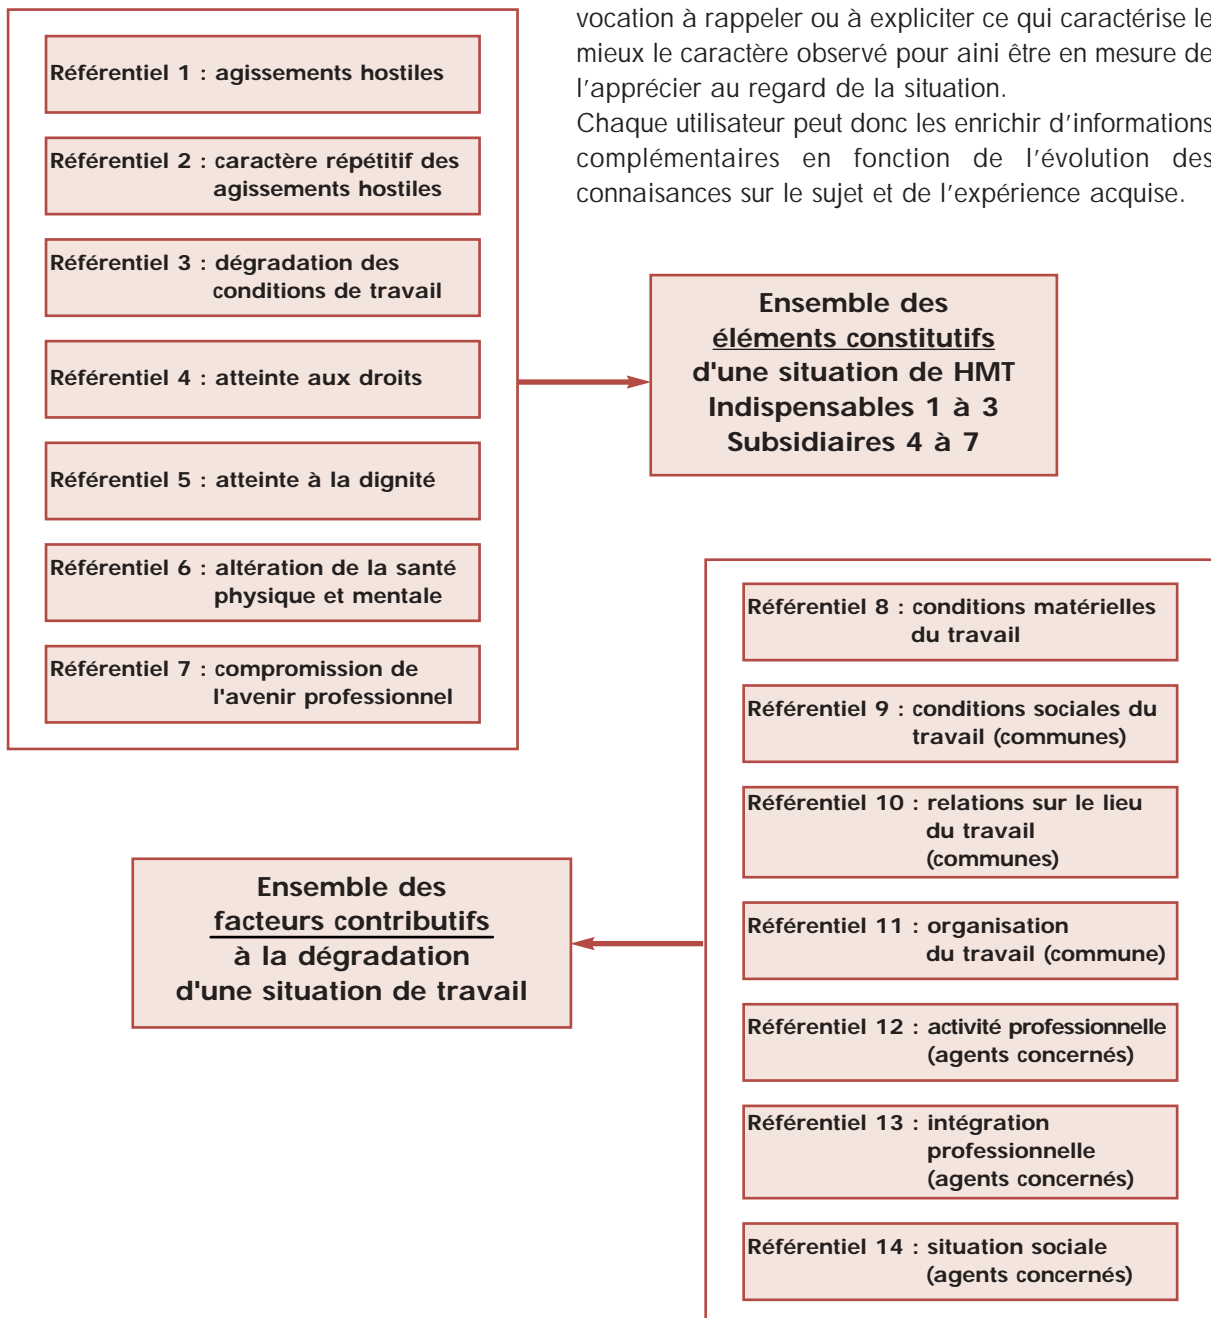 vocation à rappeler ou à expliciter ce qui caractérise le
mieux le caractère observé pour aini être en mesure de
l'apprécier au regard de la situation.
Chaque utilisateur peut donc les enrichir d'informations
complémentaires en fonction de l'évolution des
connaisances sur le sujet et de l'expérience acquise.
Référentiel 1 : agissements hostiles
Référentiel 2 : caractère répétitif des
agissements hostiles
Référentiel 3 : dégradation des
conditions de travail
Référentiel 4 : atteinte aux droits
Référentiel 5 : atteinte à la dignité
Référentiel 6 : altération de la santé
physique et mentale
Référentiel 7 : compromission de
l'avenir professionnel
Ensemble des
éléments constitutifs
d'une situation de HMT
Indispensables 1 à 3
Subsidiaires 4 à 7
Référentiel 8 : conditions matérielles
du travail
Référentiel 9 : conditions sociales du
travail (communes)
Référentiel 10 : relations sur le lieu
du travail
(communes)
Référentiel 11 : organisation
du travail (commune)
Référentiel 12 : activité professionnelle
(agents concernés)
Référentiel 13 : intégration
professionnelle
(agents concernés)
Référentiel 14 : situation sociale
(agents concernés)
Ensemble des
facteurs contributifs
à la dégradation
d'une situation de travail